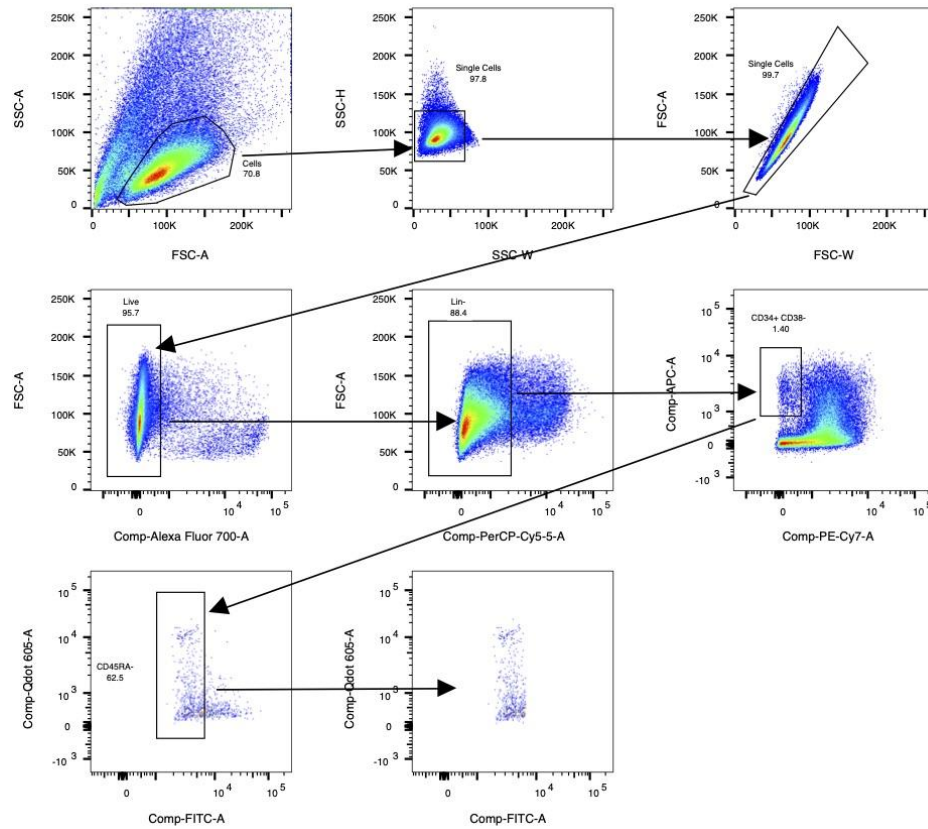 250K
200K
150K
100K
50K
0
SSC-A
Cells
70.8
0
100K
200K
FSC-A
250K
200K
150K
100K
50K
0
SSC-H
Single Cells
97.8
0
100K
200K
SSC-W
250K
200K
150K
100K
50K
0
FSC-A
Single Cells
99.7
0
100K
200K
FSC-W
250K
200K
150K
100K
50K
0
FSC-A
Live
95.7
0
10 4
10 5
Comp-Alexa Fluor 700-A
250K
200K
150K
100K
50K
0
FSC-A
Lin-
88.4
0
10 4
10 5
Comp-PerCP-Cy5-5-A
10 5
10 4
10 3
0
-10 3
Comp-APC-A
CD34+ CD38-
1.40
0
10 4
10 5
Comp-PE-Cy7-A
10 5
10 4
10 3
0
-10 3
Comp-Qdot 605-A
CD45RA-
62.5
0
10 4
10 5
Comp-FITC-A
10 5
10 4
10 3
0
-10 3
Comp-Qdot 605-A
0
10 4
10 5
Comp-FITC-A